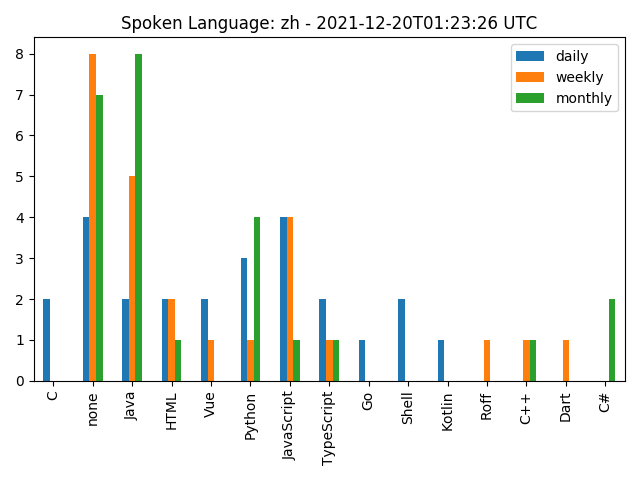 Spoken Language: zh - 2021-12-20T01:23:26 UTC
daily
weekly
monthly
8
7
6
5
4
3
2
1
0
C
none
Java
HTML
Vue
Python
JavaScript
TypeScript
Go
Shell
Kotlin
Roff
C++
Dart
C#